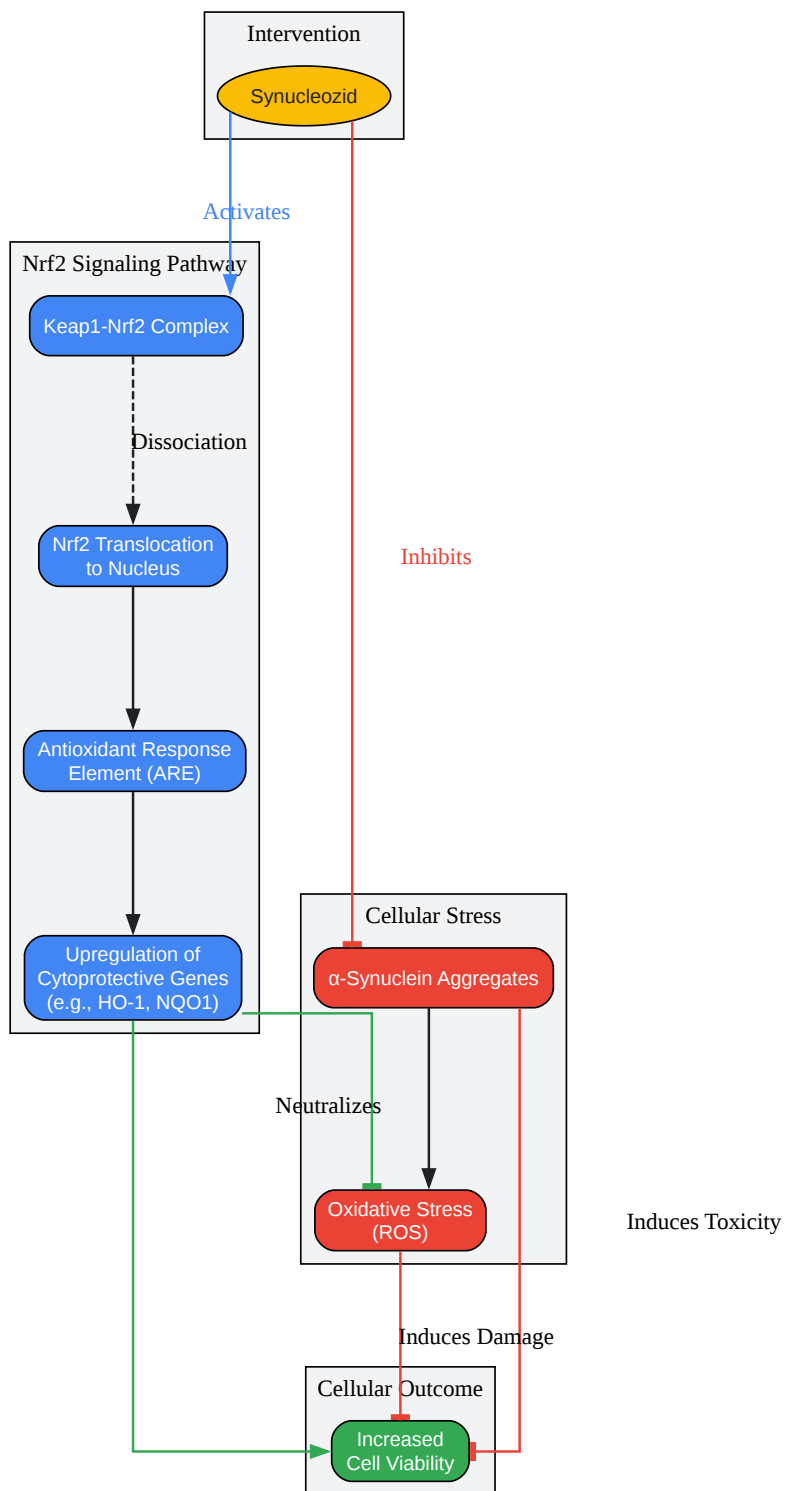 Intervention
Synucleozid
Activates
Nrf2 Signaling Pathway
Keap1-Nrf2 Complex
Dissociation
Nrf2 Translocation
to Nucleus
Inhibits
Antioxidant Response
Element (ARE)
Upregulation of
Cytoprotective Genes
(e.g., HO-1, NQO1)
Cellular Stress
α-Synuclein Aggregates
Neutralizes
Oxidative Stress
(ROS)
Induces Toxicity
Induces Damage
Cellular Outcome
Increased
Cell Viability